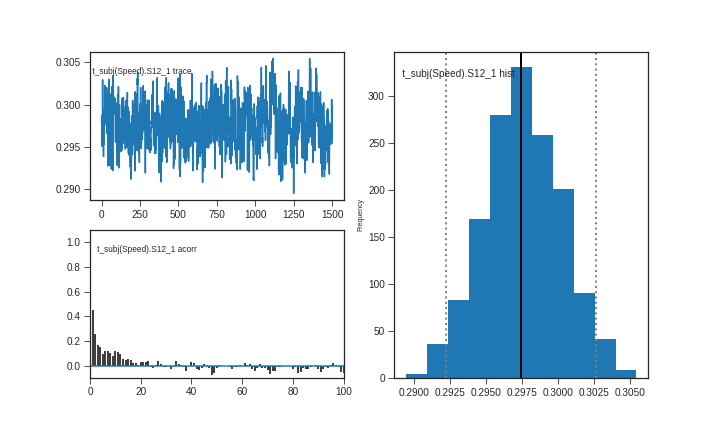 0.305
0.300
0.295
0.290
t_subj(Speed).S12_1 trace
0 250 500 750 1000 1250 1500
1.0
0.8
0.6
0.4
0.2
0.0
t_subj(Speed).S12_1 acorr
0 20 40 60 80 100
Frequency
300
250
200
150
100
50
0
t_subj(Speed).S12_1 hist
0.2900 0.2925 0.2950 0.2975 0.3000 0.3025 0.3050